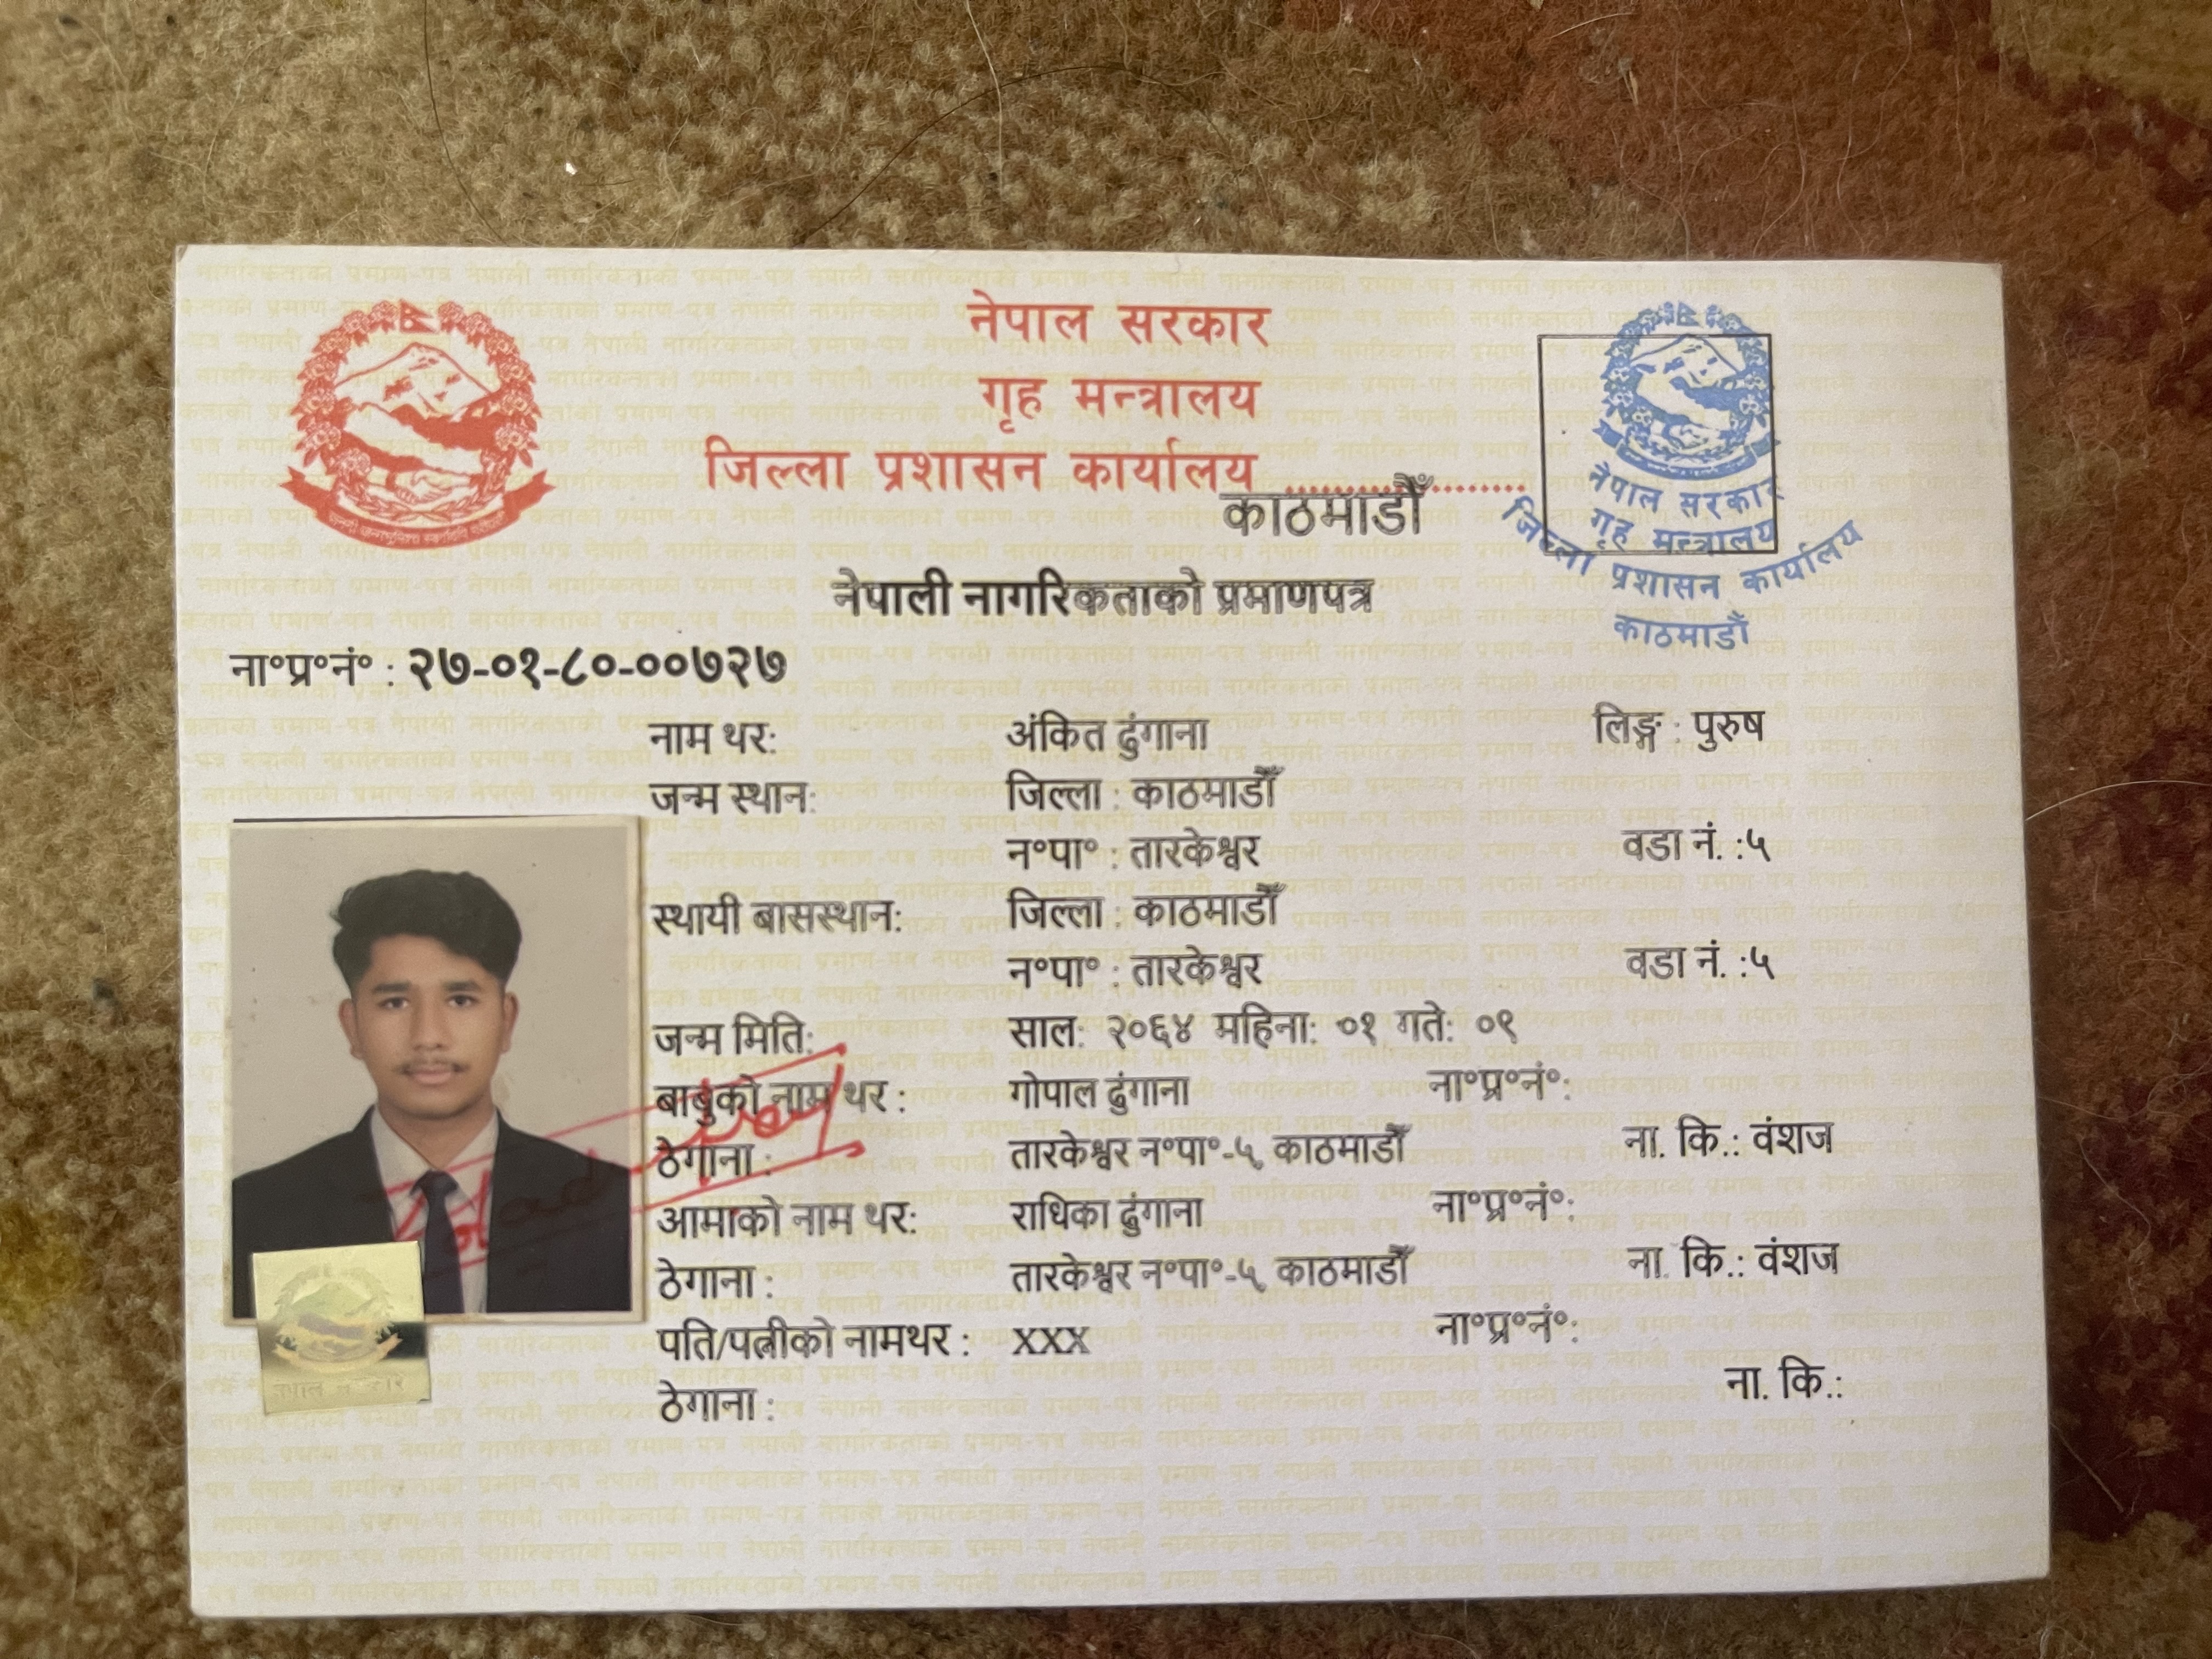 नेपाल सरकार
गृह मन्त्रालय
जिल्ला प्रशासन कार्यालय
काठमाडौँ
नेपाल सरकार
गृह मन्त्रालय
जिल्ला प्रशासन कार्यालय
काठमाडौं
नेपाली नागरिकताको प्रमाणपत्र
ना॰प्र॰नं॰ : २७-०१-८०-००७२७
नाम थरः अंकित ढुंगाना लिङ्ग : पुरुष
जन्म स्थानः जिल्ला : काठमाडौँ
न॰पा॰ : तारकेश्वर वडा नं. :५
स्थायी बासस्थानः जिल्ला : काठमाडौँ
न॰पा॰ : तारकेश्वर वडा नं. :५
जन्म मितिः सालः २०६४ महिनाः ०१ गतेः ०१
बाबुको नाम थर : गोपाल ढुंगाना ना॰प्र॰नं॰:
ठेगाना : तारकेश्वर न॰पा॰-५ काठमाडौँ ना. कि.: वंशज
आमाको नाम थरः राधिका ढुंगाना ना॰प्र॰नं॰:
ठेगाना : तारकेश्वर न॰पा॰-५ काठमाडौँ ना. कि.: वंशज
पति/पत्नीको नामथर : XXX ना॰प्र॰नं॰:
ठेगाना : ना. कि.: